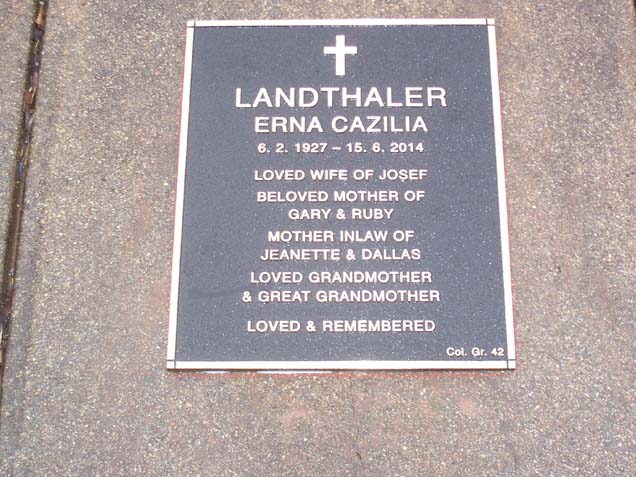 LANDTHALER
ERNA CAZILIA
6. 2. 1927 – 15. 6. 2014
LOVED WIFE OF JOSEF
BELOVED MOTHER OF
GARY & RUBY
MOTHER INLAW OF
JEANETTE & DALLAS
LOVED GRANDMOTHER
& GREAT GRANDMOTHER
LOVED & REMEMBERED
Col. Gr. 42